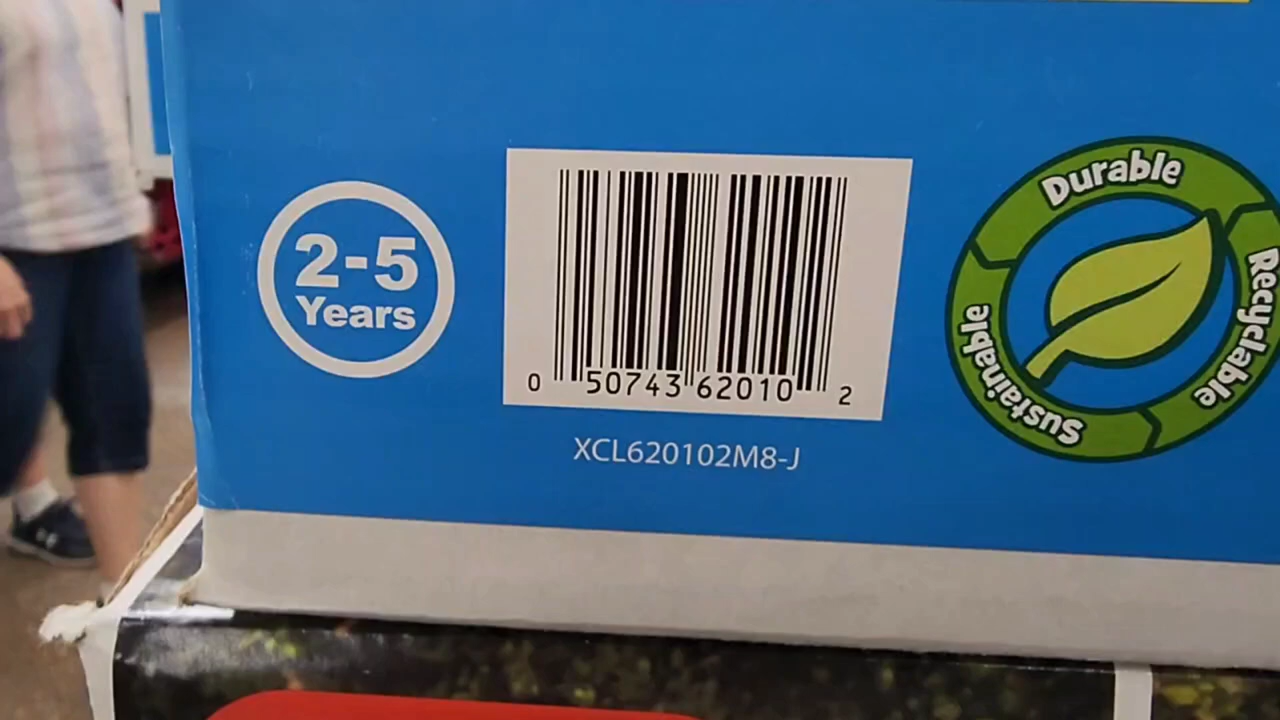 2-5
Years
0 50743 62010 2
XCL620102M8-J
Durable
Recyclable
Sustainable